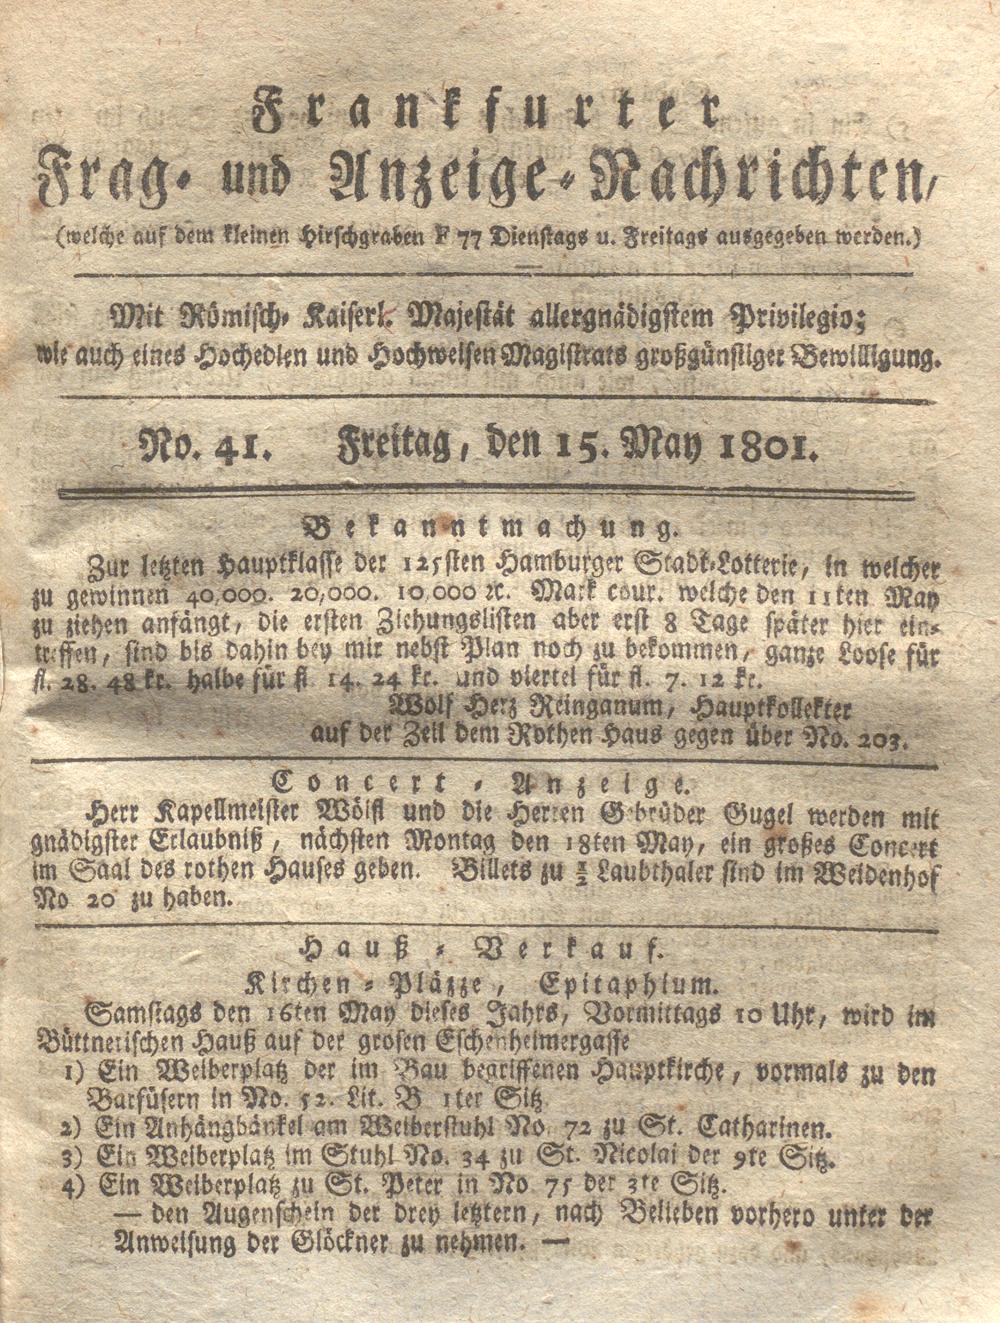 Frankfurter
Frag- und Anzeige-Nachrichten,
(welche auf dem kleinen Hirschgraben F 77 Dienstags u. Freitags ausgegeben werden.)
Mit Römisch- Kaiserl. Majestät allergnädigstem Privilegio;
wie auch eines Hochedlen und Hochweisen Magistrats großgünstiger Bewilligung.
No. 41. Freitag, den 15. May 1801.
Bekanntmachung.
Zur letzten Hauptklasse der 125sten Hamburger Stadt-Lotterie, in welcher
zu gewinnen 40,000. 20,000. 10,000 ꝛc. Mark cour. welche den 11ten May
zu ziehen anfängt, die ersten Ziehungslisten aber erst 8 Tage später hier ein-
treffen, sind bis dahin bey mir nebst Plan noch zu bekommen, ganze Loose für
fl. 28. 48 kr. halbe für fl 14. 24 kr. und viertel für fl. 7. 12 kr.
Wolf Herz Reinganum, Hauptkollekter
auf der Zeil dem Rothen Haus gegen über No. 203.
Concert - Anzeige.
Herr Kapellmeister Wölfl und die Herren Gebrüder Gugel werden mit
gnädigster Erlaubniß, nächsten Montag den 18ten May, ein großes Concert
im Saal des rothen Hauses geben. Billets zu ½ Laubthaler sind im Weidenhof
No 20 zu haben.
Hauß - Verkauf.
Kirchen - Plätze, Epitaphium.
Samstags den 16ten May dieses Jahrs, Vormittags 10 Uhr, wird im
Büttnerischen Hauß auf der grosen Eschenheimergasse
1) Ein Weiberplatz der im Bau begriffenen Hauptkirche, vormals zu den
Barfüsern in No. 52. Lit. B 1ter Sitz
2) Ein Anhängbänkel am Weiberstuhl No. 72 zu St. Catharinen.
3) Ein Weiberplatz im Stuhl No. 34 zu St. Nicolai der 9te Sitz.
4) Ein Weiberplatz zu St. Peter in No. 75 der 3te Sitz.
— den Augenschein der drey letztern, nach Belieben vorhero unter der
Anweisung der Glöckner zu nehmen. —